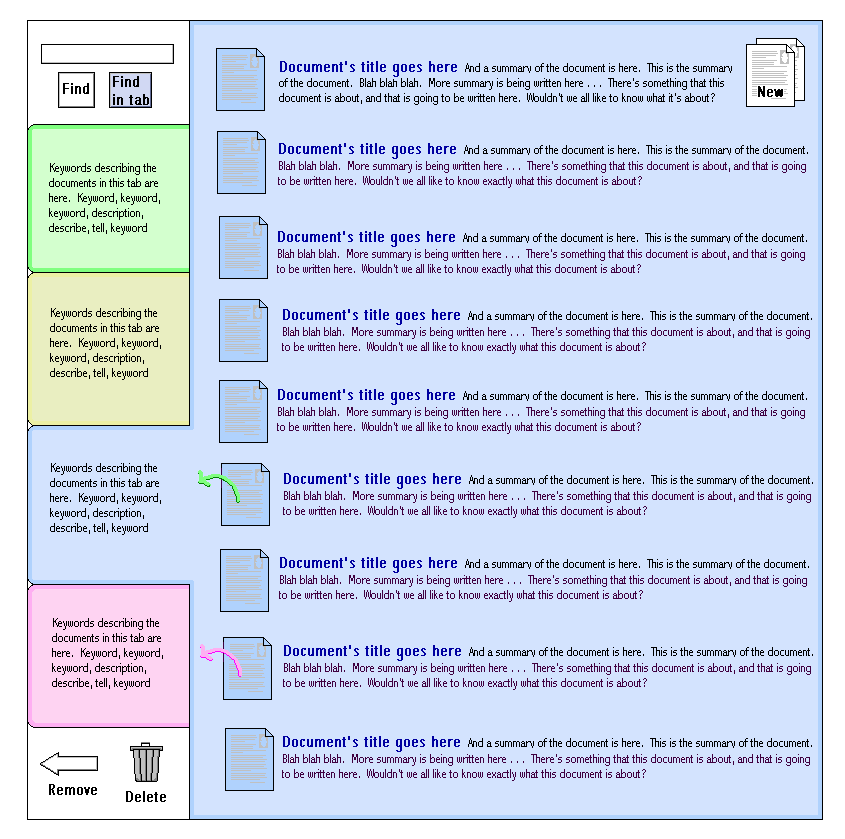 Find
Find
in tab
Keywords describing the
documents in this tab are
here. Keyword, keyword,
keyword, description,
describe, tell, keyword
Keywords describing the
documents in this tab are
here. Keyword, keyword,
keyword, description,
describe, tell, keyword
Keywords describing the
documents in this tab are
here. Keyword, keyword,
keyword, description,
describe, tell, keyword
Keywords describing the
documents in this tab are
here. Keyword, keyword,
keyword, description,
describe, tell, keyword
Remove
Delete
Document's title goes here And a summary of the document is here. This is the summary
of the document. Blah blah blah. More summary is being written here . . . There's something that this
document is about, and that is going to be written here. Wouldn't we all like to know what it's about?
New
Document's title goes here And a summary of the document is here. This is the summary of the document.
Blah blah blah. More summary is being written here . . . There's something that this document is about, and that is going
to be written here. Wouldn't we all like to know exactly what this document is about?
Document's title goes here And a summary of the document is here. This is the summary of the document.
Blah blah blah. More summary is being written here . . . There's something that this document is about, and that is going
to be written here. Wouldn't we all like to know exactly what this document is about?
Document's title goes here And a summary of the document is here. This is the summary of the document.
Blah blah blah. More summary is being written here . . . There's something that this document is about, and that is going
to be written here. Wouldn't we all like to know exactly what this document is about?
Document's title goes here And a summary of the document is here. This is the summary of the document.
Blah blah blah. More summary is being written here . . . There's something that this document is about, and that is going
to be written here. Wouldn't we all like to know exactly what this document is about?
Document's title goes here And a summary of the document is here. This is the summary of the document.
Blah blah blah. More summary is being written here . . . There's something that this document is about, and that is going
to be written here. Wouldn't we all like to know exactly what this document is about?
Document's title goes here And a summary of the document is here. This is the summary of the document.
Blah blah blah. More summary is being written here . . . There's something that this document is about, and that is going
to be written here. Wouldn't we all like to know exactly what this document is about?
Document's title goes here And a summary of the document is here. This is the summary of the document.
Blah blah blah. More summary is being written here . . . There's something that this document is about, and that is going
to be written here. Wouldn't we all like to know exactly what this document is about?
Document's title goes here And a summary of the document is here. This is the summary of the document.
Blah blah blah. More summary is being written here . . . There's something that this document is about, and that is going
to be written here. Wouldn't we all like to know exactly what this document is about?